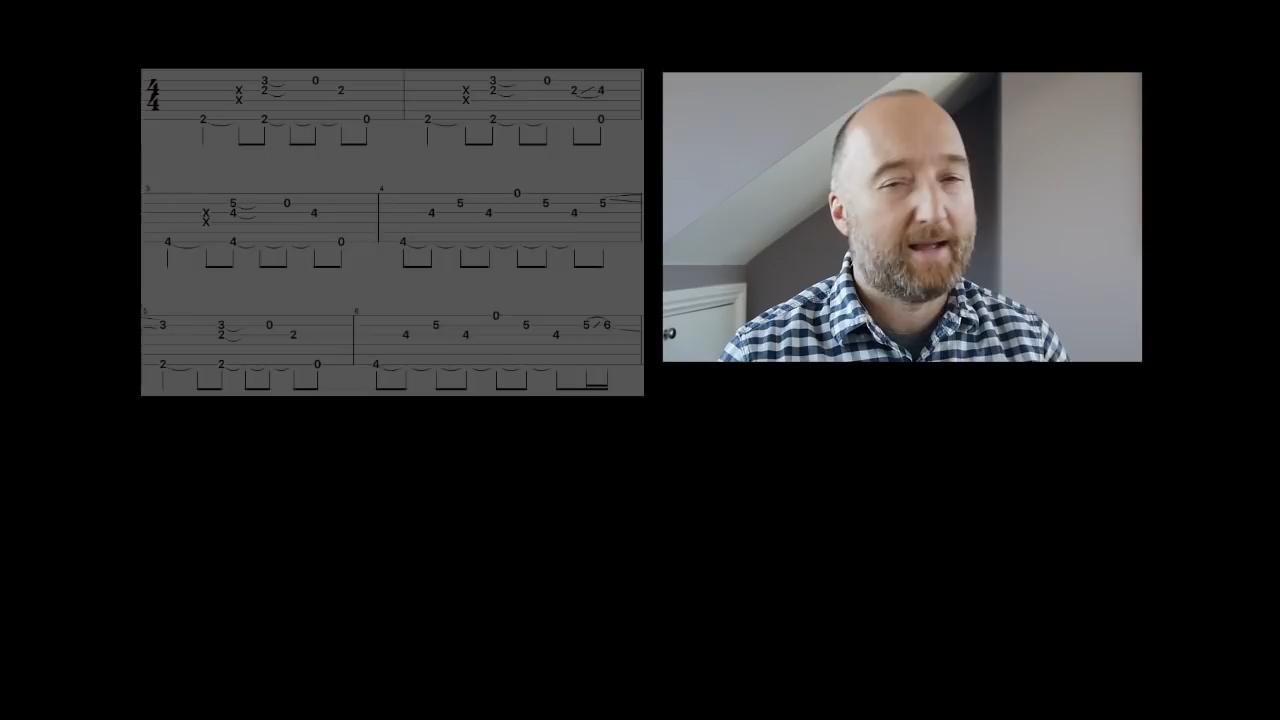 4 3 0 3 0
4 X 2 2 X 2 2 4
X X
2 2 0 2 2 0
3 4 0
5 0 5 5 5
X 4 4 4 4 4
X
4 4 0 4
5 6 0
3 3 0 5 5 5 6
2 2 4 4 4
2 2 0 4